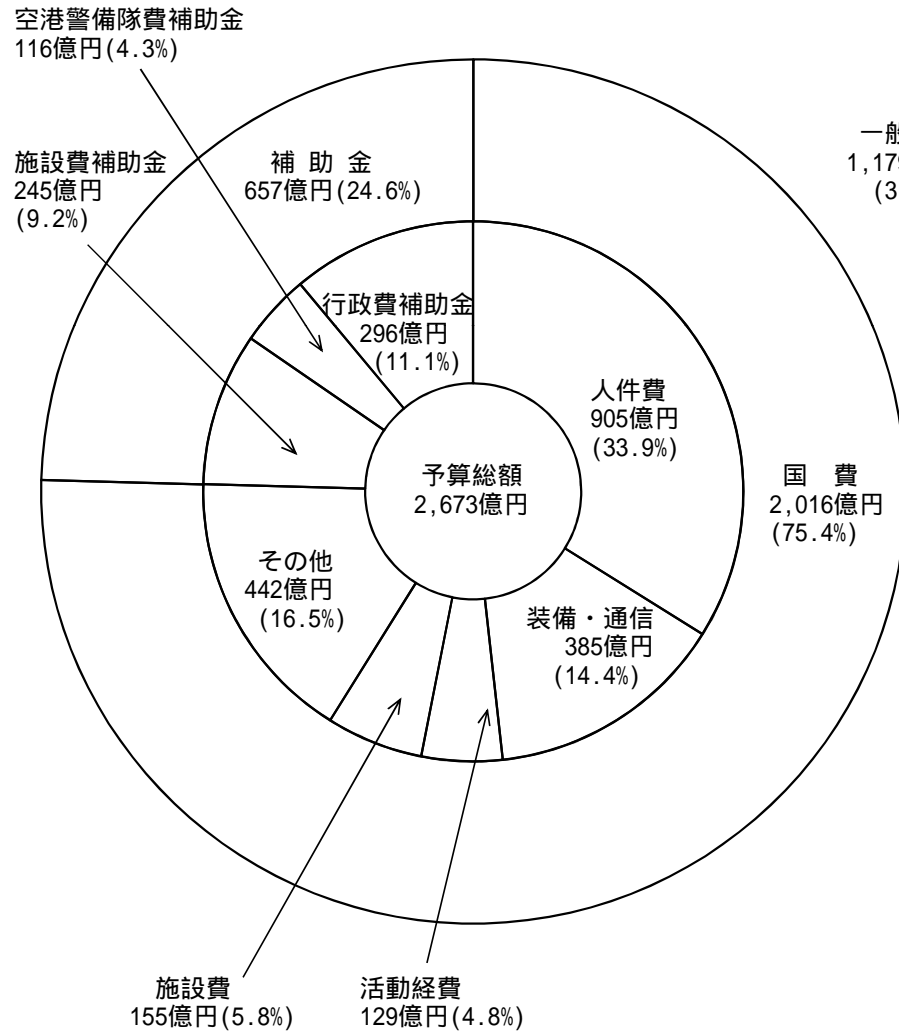 空港警備隊費補助金
116億円(4.3%)
施設費補助金
245億円
(9.2%)
補 助 金
657億円(24.6%)
一般
1,179
(3
行政費補助金
296億円
(11.1%)
人件費
905億円
(33.9%)
予算総額
2,673億円
国 費
2,016億円
(75.4%)
その他
442億円
(16.5%)
装備・通信
385億円
(14.4%)
施設費
155億円(5.8%)
活動経費
129億円(4.8%)